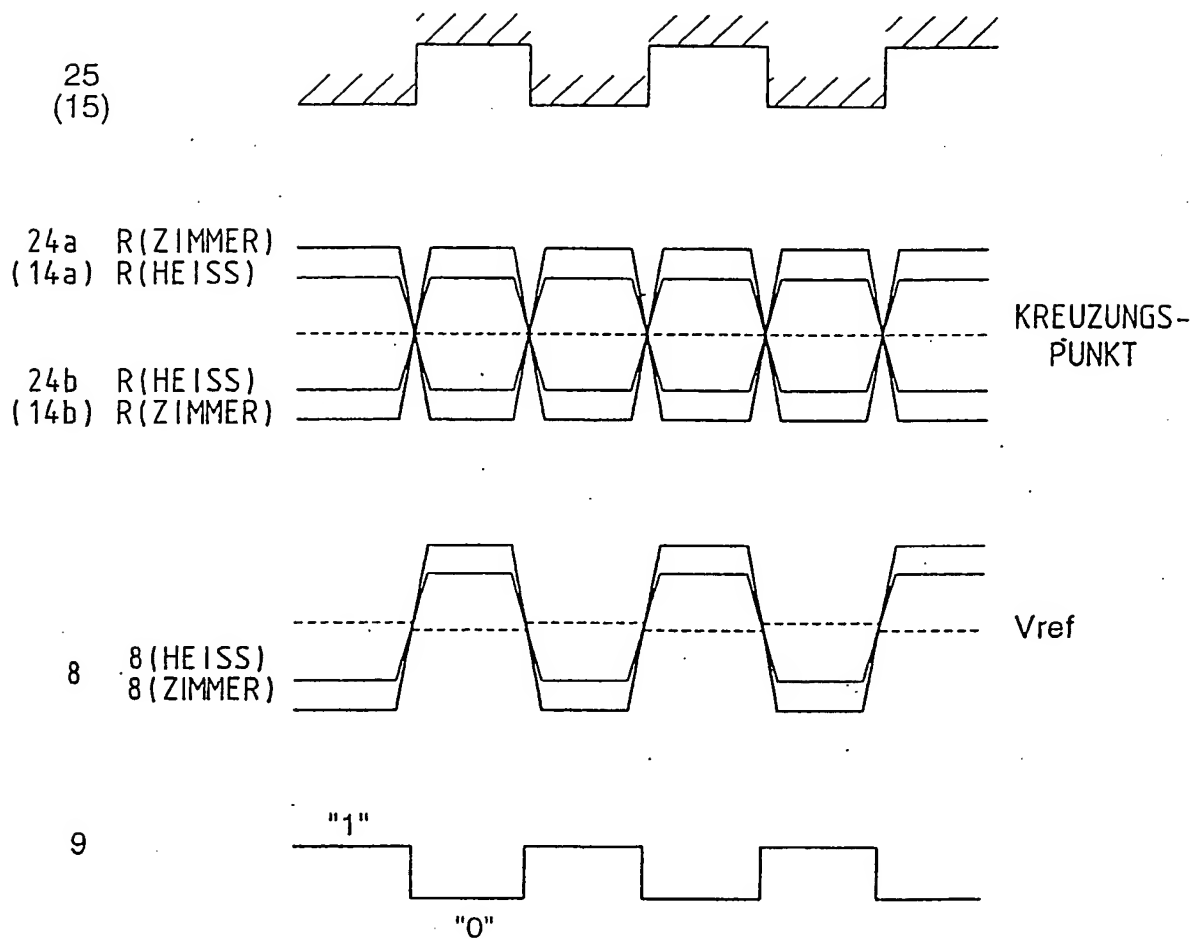 25
(15)
24a R(ZIMMER)
(14a) R(HEISS)
KREUZUNGS-
PUNKT
24b R(HEISS)
(14b) R(ZIMMER)
Vref
8 8(HEISS)
8(ZIMMER)
9 "1"
"0"